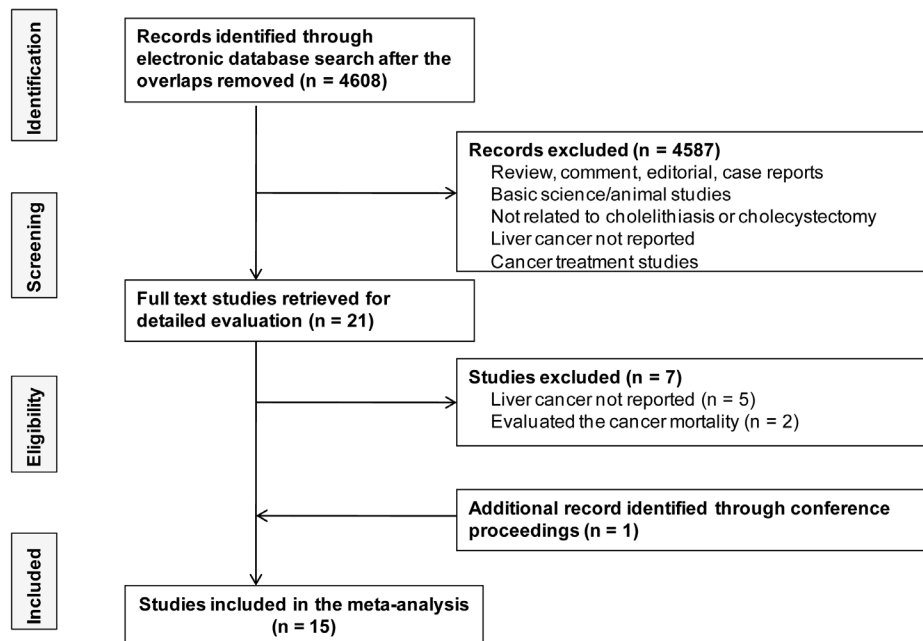 Identification
Records identified through
electronic database search after the
overlaps removed (n = 4608)
Records excluded (n = 4587)
Review, comment, editorial, case reports
Basic science/animal studies
Not related to cholelithiasis or cholecystectomy
Liver cancer not reported
Cancer treatment studies
Screening
Full text studies retrieved for
detailed evaluation (n = 21)
Eligibility
Studies excluded (n = 7)
Liver cancer not reported (n = 5)
Evaluated the cancer mortality (n = 2)
Additional record identified through conference
proceedings (n = 1)
Included
Studies included in the meta-analysis
(n = 15)